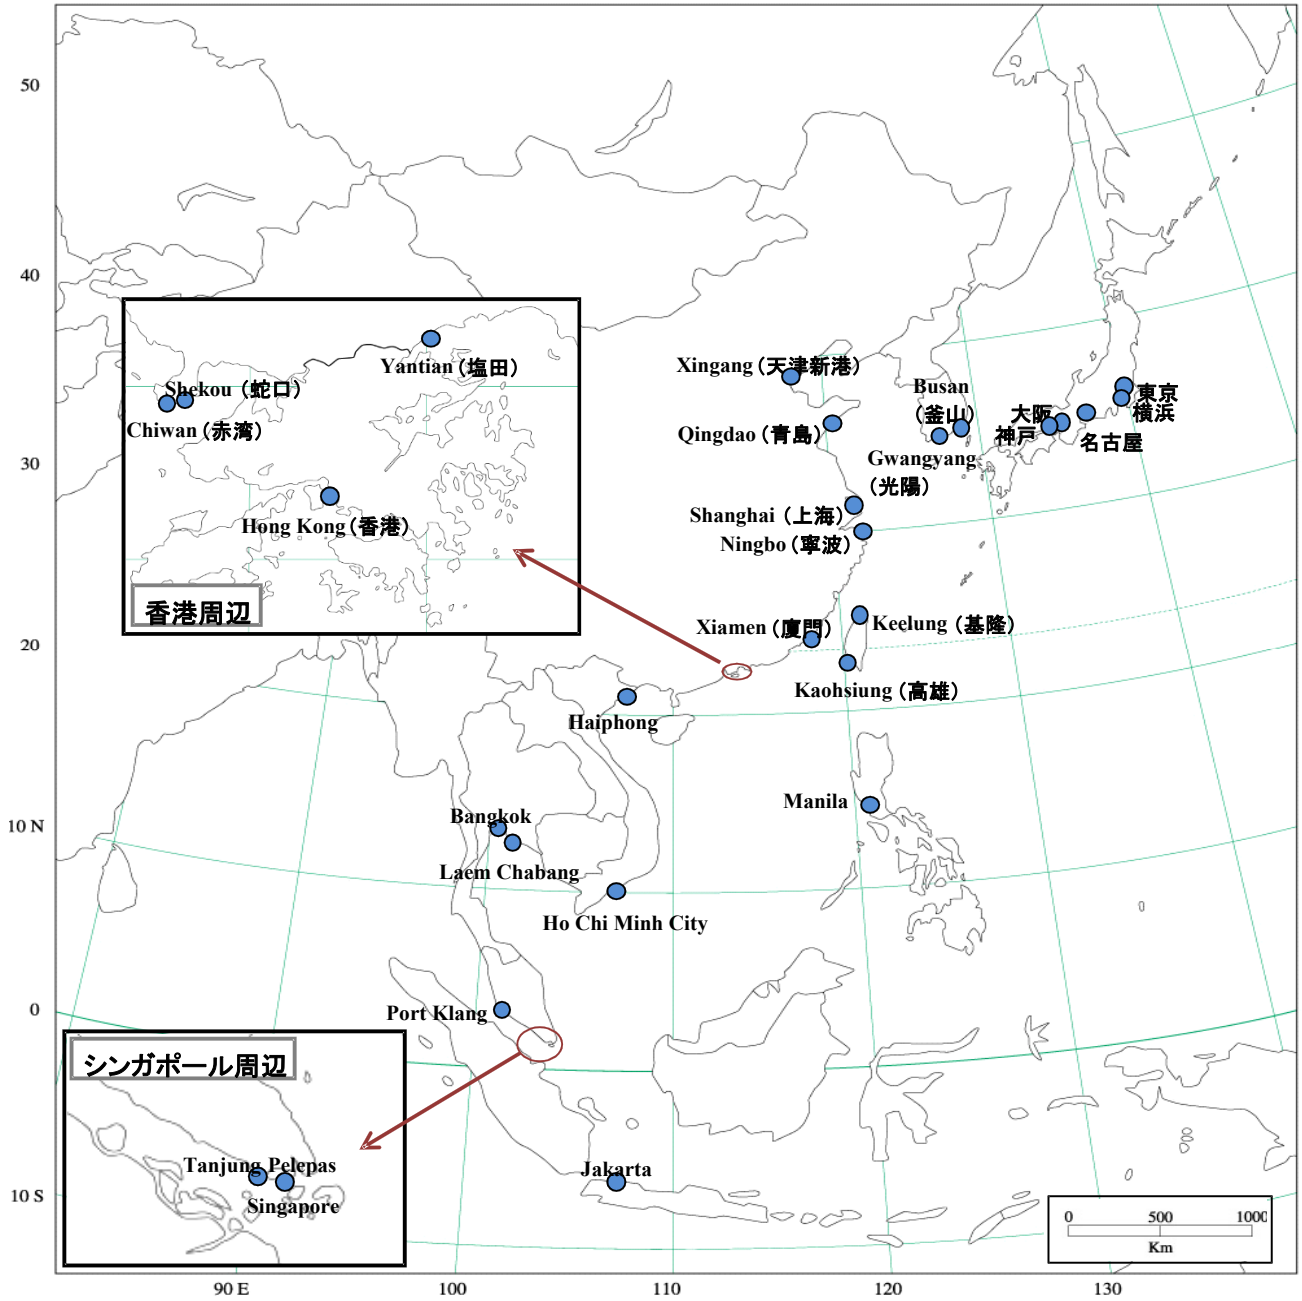 50
40
30
20
10 N
0
10 S
Yantian（塩田）
Shekou（蛇口）
Chiwan（赤湾）
Hong Kong（香港）
香港周辺
Xingang（天津新港）
Busan
（釜山）
Qingdao（青島）
Gwangyang
（光陽）
東京
横浜
大阪
神戸
名古屋
Shanghai（上海）
Ningbo（寧波）
Xiamen（廈門）
Keelung（基隆）
Kaohsiung（高雄）
Haiphong
Manila
Bangkok
Laem Chabang
Ho Chi Minh City
Port Klang
シンガポール周辺
Tanjung Pelepas
Singapore
Jakarta
0 500 1000
Km
90 E 100 110 120 130